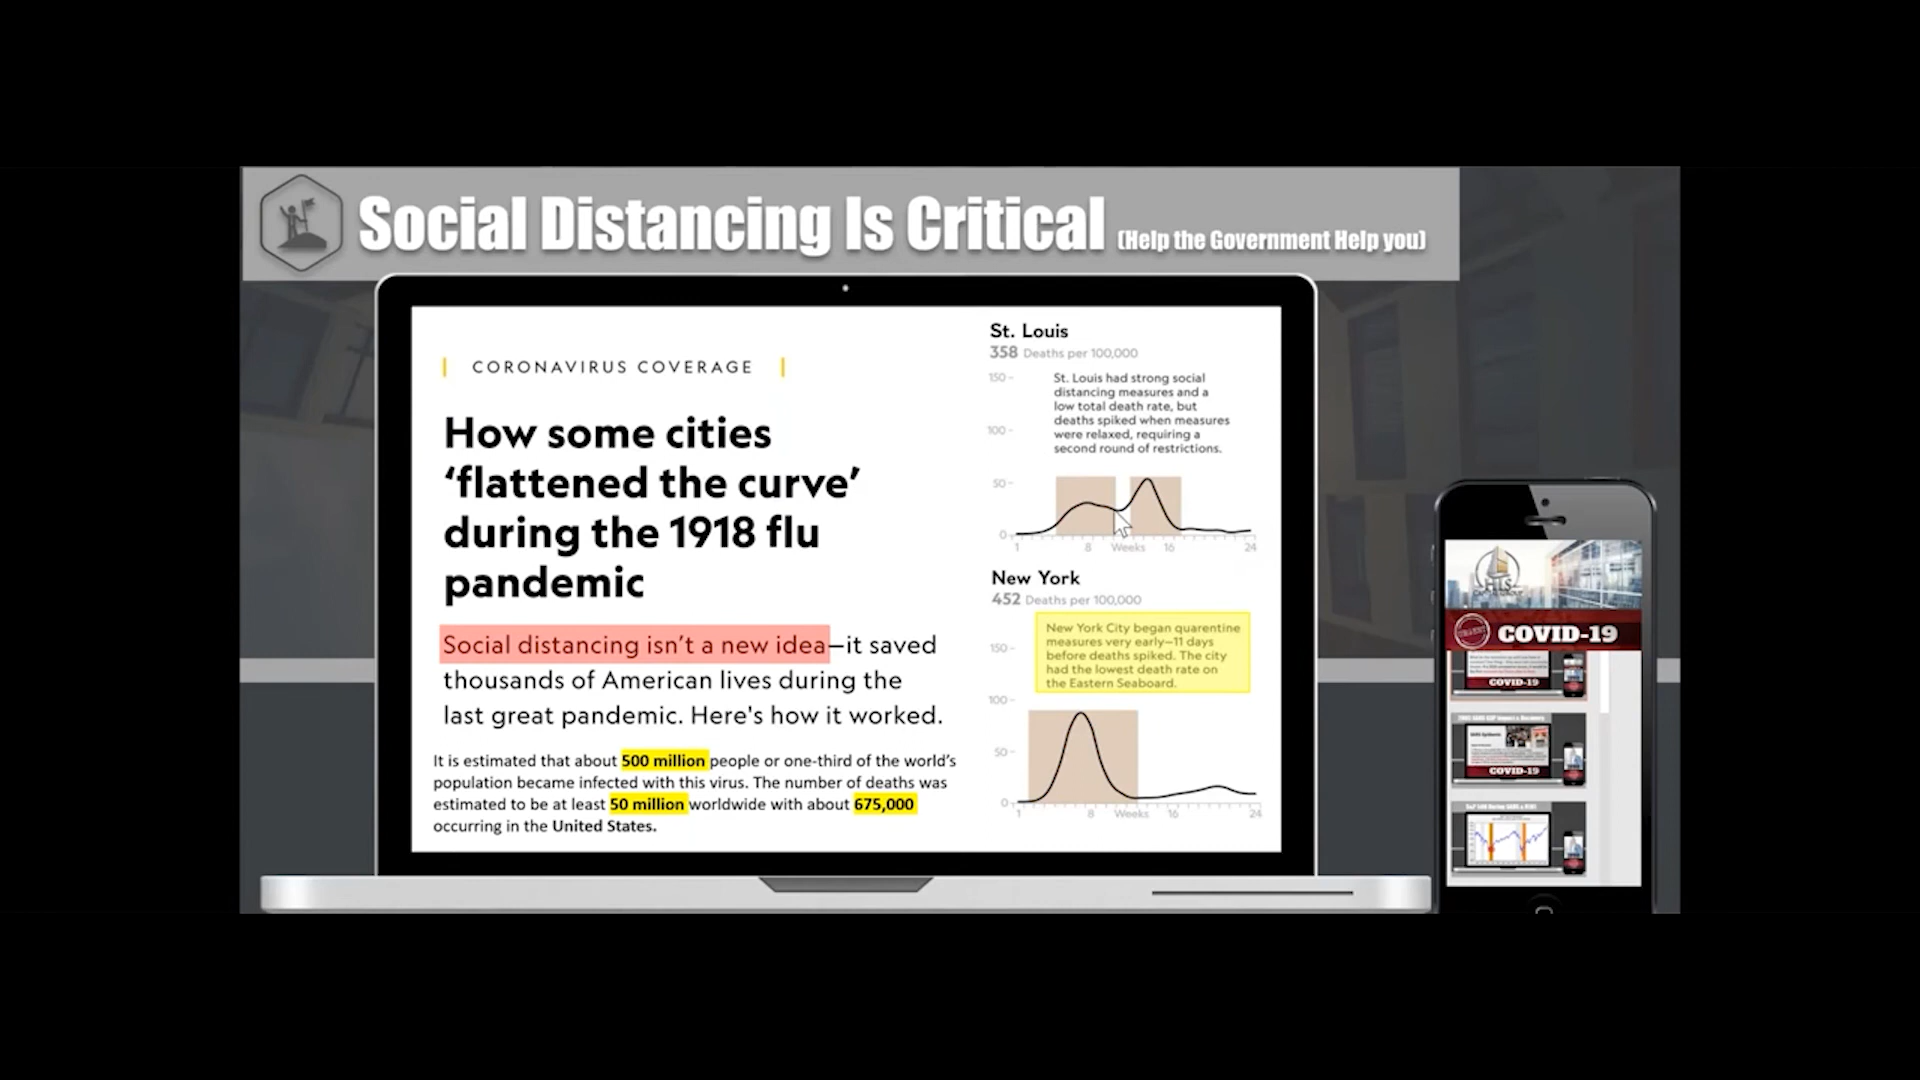 Social Distancing Is Critical (Help the Government Help you)
CORONAVIRUS COVERAGE
How some cities
‘flattened the curve’
during the 1918 flu
pandemic
Social distancing isn’t a new idea—it saved
thousands of American lives during the
last great pandemic. Here's how it worked.
It is estimated that about 500 million people or one-third of the world’s
population became infected with this virus. The number of deaths was
estimated to be at least 50 million worldwide with about 675,000
occurring in the United States.
St. Louis
358 Deaths per 100,000
150
St. Louis had strong social
distancing measures and a
low total death rate, but
deaths spiked when measures
were relaxed, requiring a
second round of restrictions.
100
50
0
1 8 Weeks 16 24
New York
452 Deaths per 100,000
New York City began quarentine
measures very early—11 days
before deaths spiked. The city
had the lowest death rate on
the Eastern Seaboard.
150
100
50
0
1 8 Weeks 16 24
HLS
COVID-19
COVID-19
COVID-19